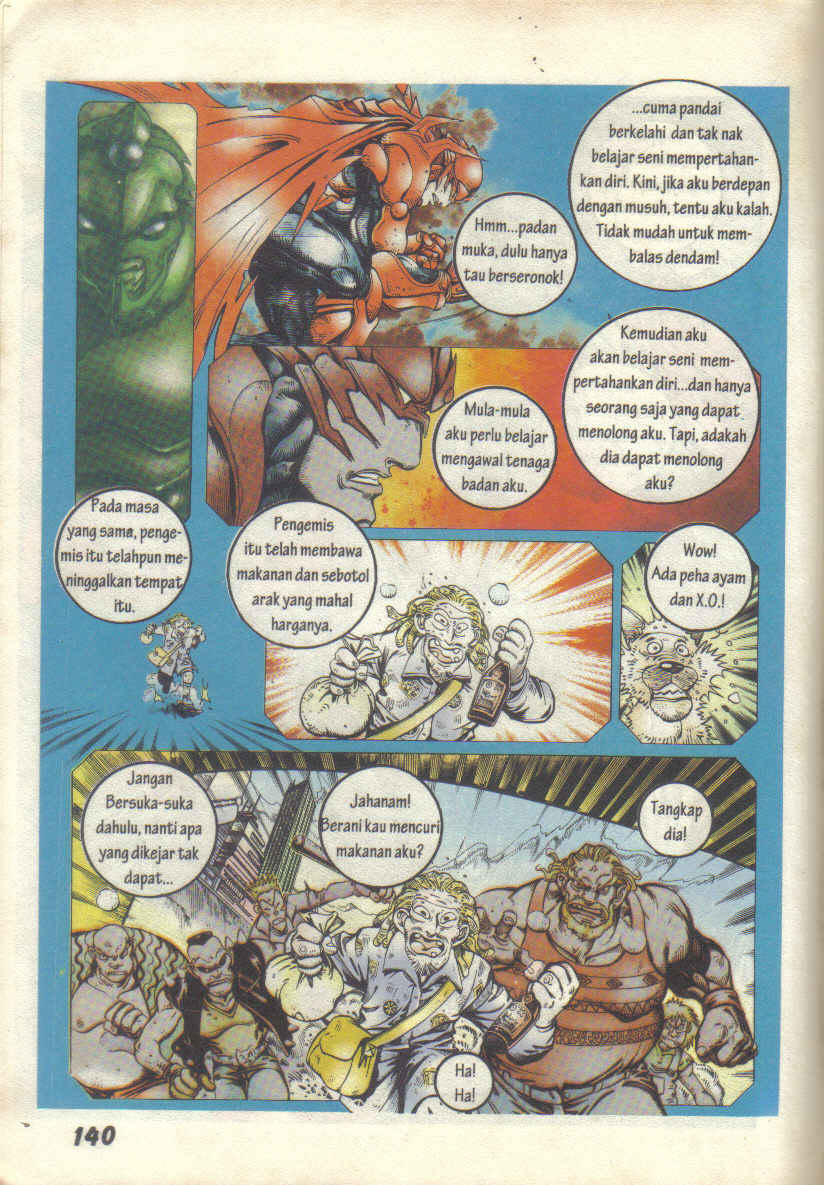 Hmm...padan
muka, dulu hanya
tau berseronok!
...cuma pandai
berkelahi dan tak nak
belajar seni mempertahan-
kan diri. Kini, jika aku berdepan
dengan musuh, tentu aku kalah.
Tidak mudah untuk mem-
balas dendam!
Mula-mula
aku perlu belajar
mengawal tenaga
badan aku.
Kemudian aku
akan belajar seni mem-
pertahankan diri...dan hanya
seorang saja yang dapat
menolong aku. Tapi, adakah
dia dapat menolong
aku?
Pada masa
yang sama, penge-
mis itu telahpun me-
ninggalkan tempat
itu.
Pengemis
itu telah membawa
makanan dan sebotol
arak yang mahal
harganya.
Wow!
Ada peha ayam
dan X.O.!
Jangan
Bersuka-suka
dahulu, nanti apa
yang dikejar tak
dapat...
Jahanam!
Berani kau mencuri
makanan aku?
Tangkap
dia!
Ha!
Ha!
140